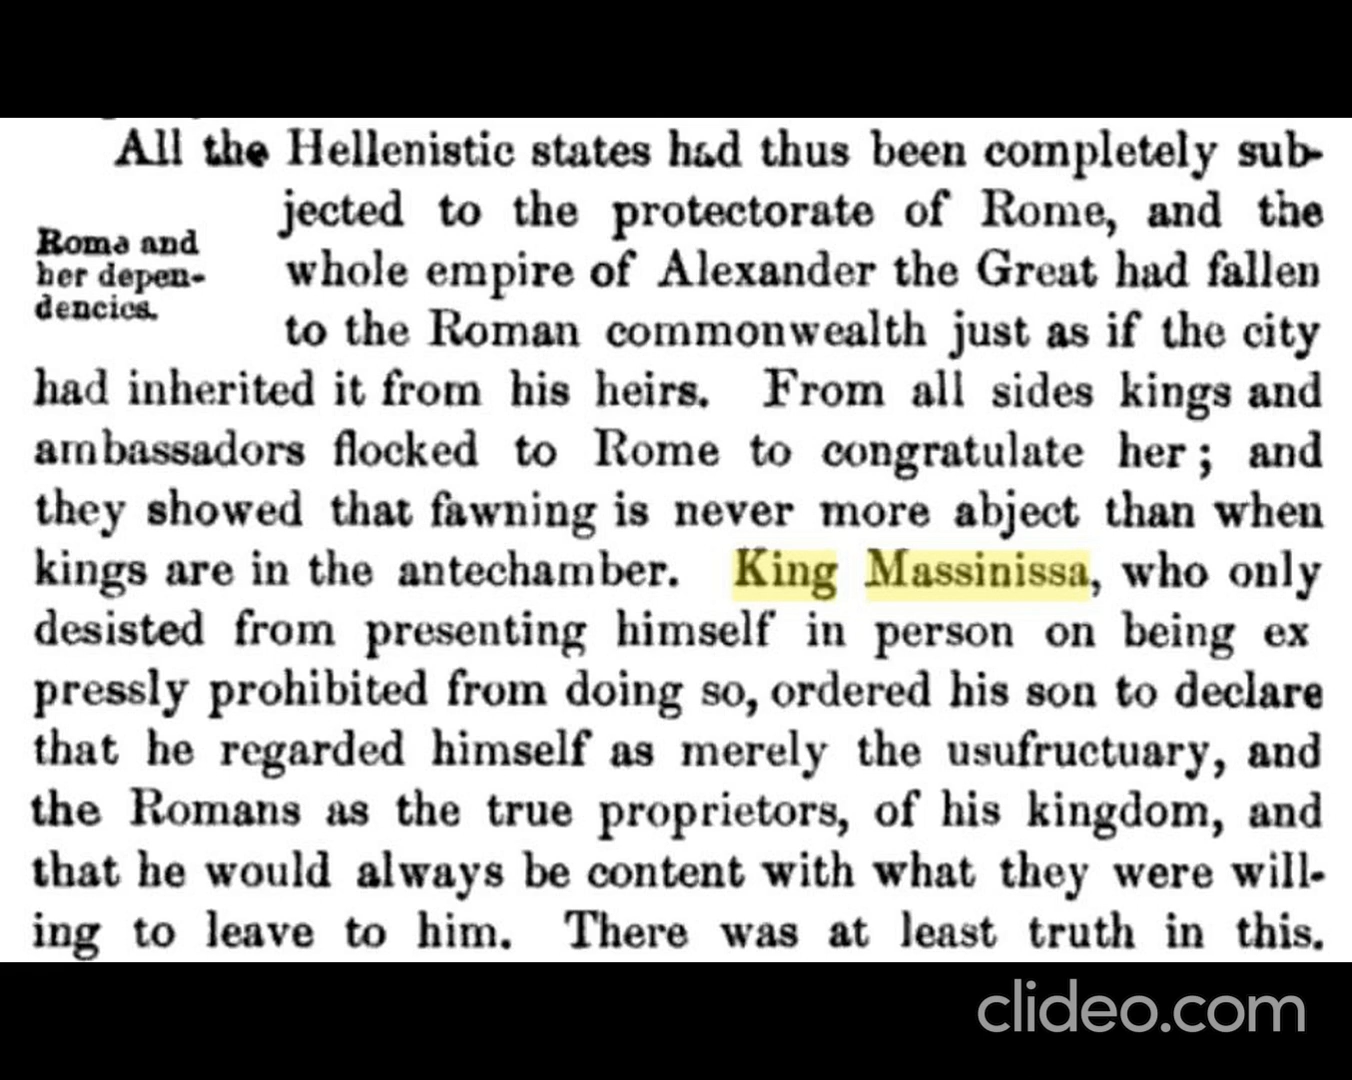 All the Hellenistic states had thus been completely sub-
jected to the protectorate of Rome, and the
Rome and
her depen-
dencies.
whole empire of Alexander the Great had fallen
to the Roman commonwealth just as if the city
had inherited it from his heirs. From all sides kings and
ambassadors flocked to Rome to congratulate her; and
they showed that fawning is never more abject than when
kings are in the antechamber. King Massinissa, who only
desisted from presenting himself in person on being ex
pressly prohibited from doing so, ordered his son to declare
that he regarded himself as merely the usufructuary, and
the Romans as the true proprietors, of his kingdom, and
that he would always be content with what they were will-
ing to leave to him. There was at least truth in this.
clideo.com